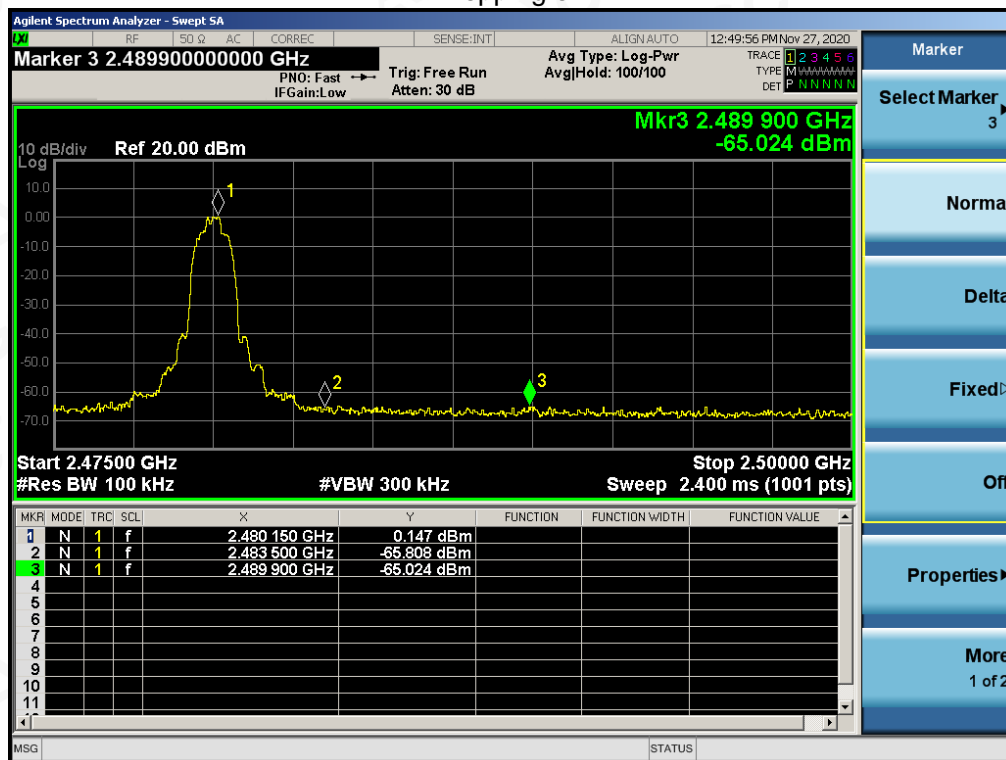 Agilent Spectrum Analyzer - Swept SA
LXI RF 50 Ω AC CORREC SENSE:INT ALIGN AUTO 12:49:56 PM Nov 27, 2020
Marker 3 2.489900000000 GHz
PNO: Fast Trig: Free Run Avg Type: Log-Pwr TRACE 1 2 3 4 5 6
IFGain:Low Atten: 30 dB Avg|Hold: 100/100 TYPE M WWWWW
DET P N N N N N
Mkr3 2.489 900 GHz
-65.024 dBm
10 dB/div Ref 20.00 dBm
Log
10.0
0.00
-10.0
-20.0
-30.0
-40.0
-50.0
-60.0
-70.0
1
2
3
Start 2.47500 GHz Stop 2.50000 GHz
#Res BW 100 kHz #VBW 300 kHz Sweep 2.400 ms (1001 pts)
MKR MODE TRC SCL X Y FUNCTION FUNCTION WIDTH FUNCTION VALUE
1 N 1 f 2.480 150 GHz 0.147 dBm
2 N 1 f 2.483 500 GHz -65.808 dBm
3 N 1 f 2.489 900 GHz -65.024 dBm
4
5
6
7
8
9
10
11
MSG STATUS
Marker
Select Marker
3
Norma
Delta
Fixed
Off
Properties
More
1 of 2